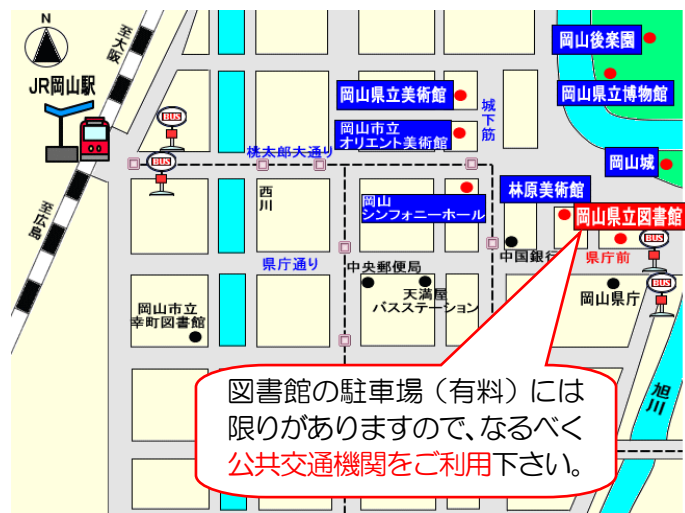 N
至大阪
JR岡山駅
至広島
BUS
BUS
桃太郎大通り
西川
県庁通り
岡山市立
幸町図書館
岡山県立美術館
岡山市立
オリエント美術館
城下筋
岡山後楽園
岡山県立博物館
岡山城
林原美術館
岡山県立図書館
岡山
シンフォニーホール
中央郵便局
天満屋
バスステーション
中国銀行
県庁前
BUS
BUS
岡山県庁
旭川
図書館の駐車場（有料）には
限りがありますので、なるべく
公共交通機関をご利用下さい。